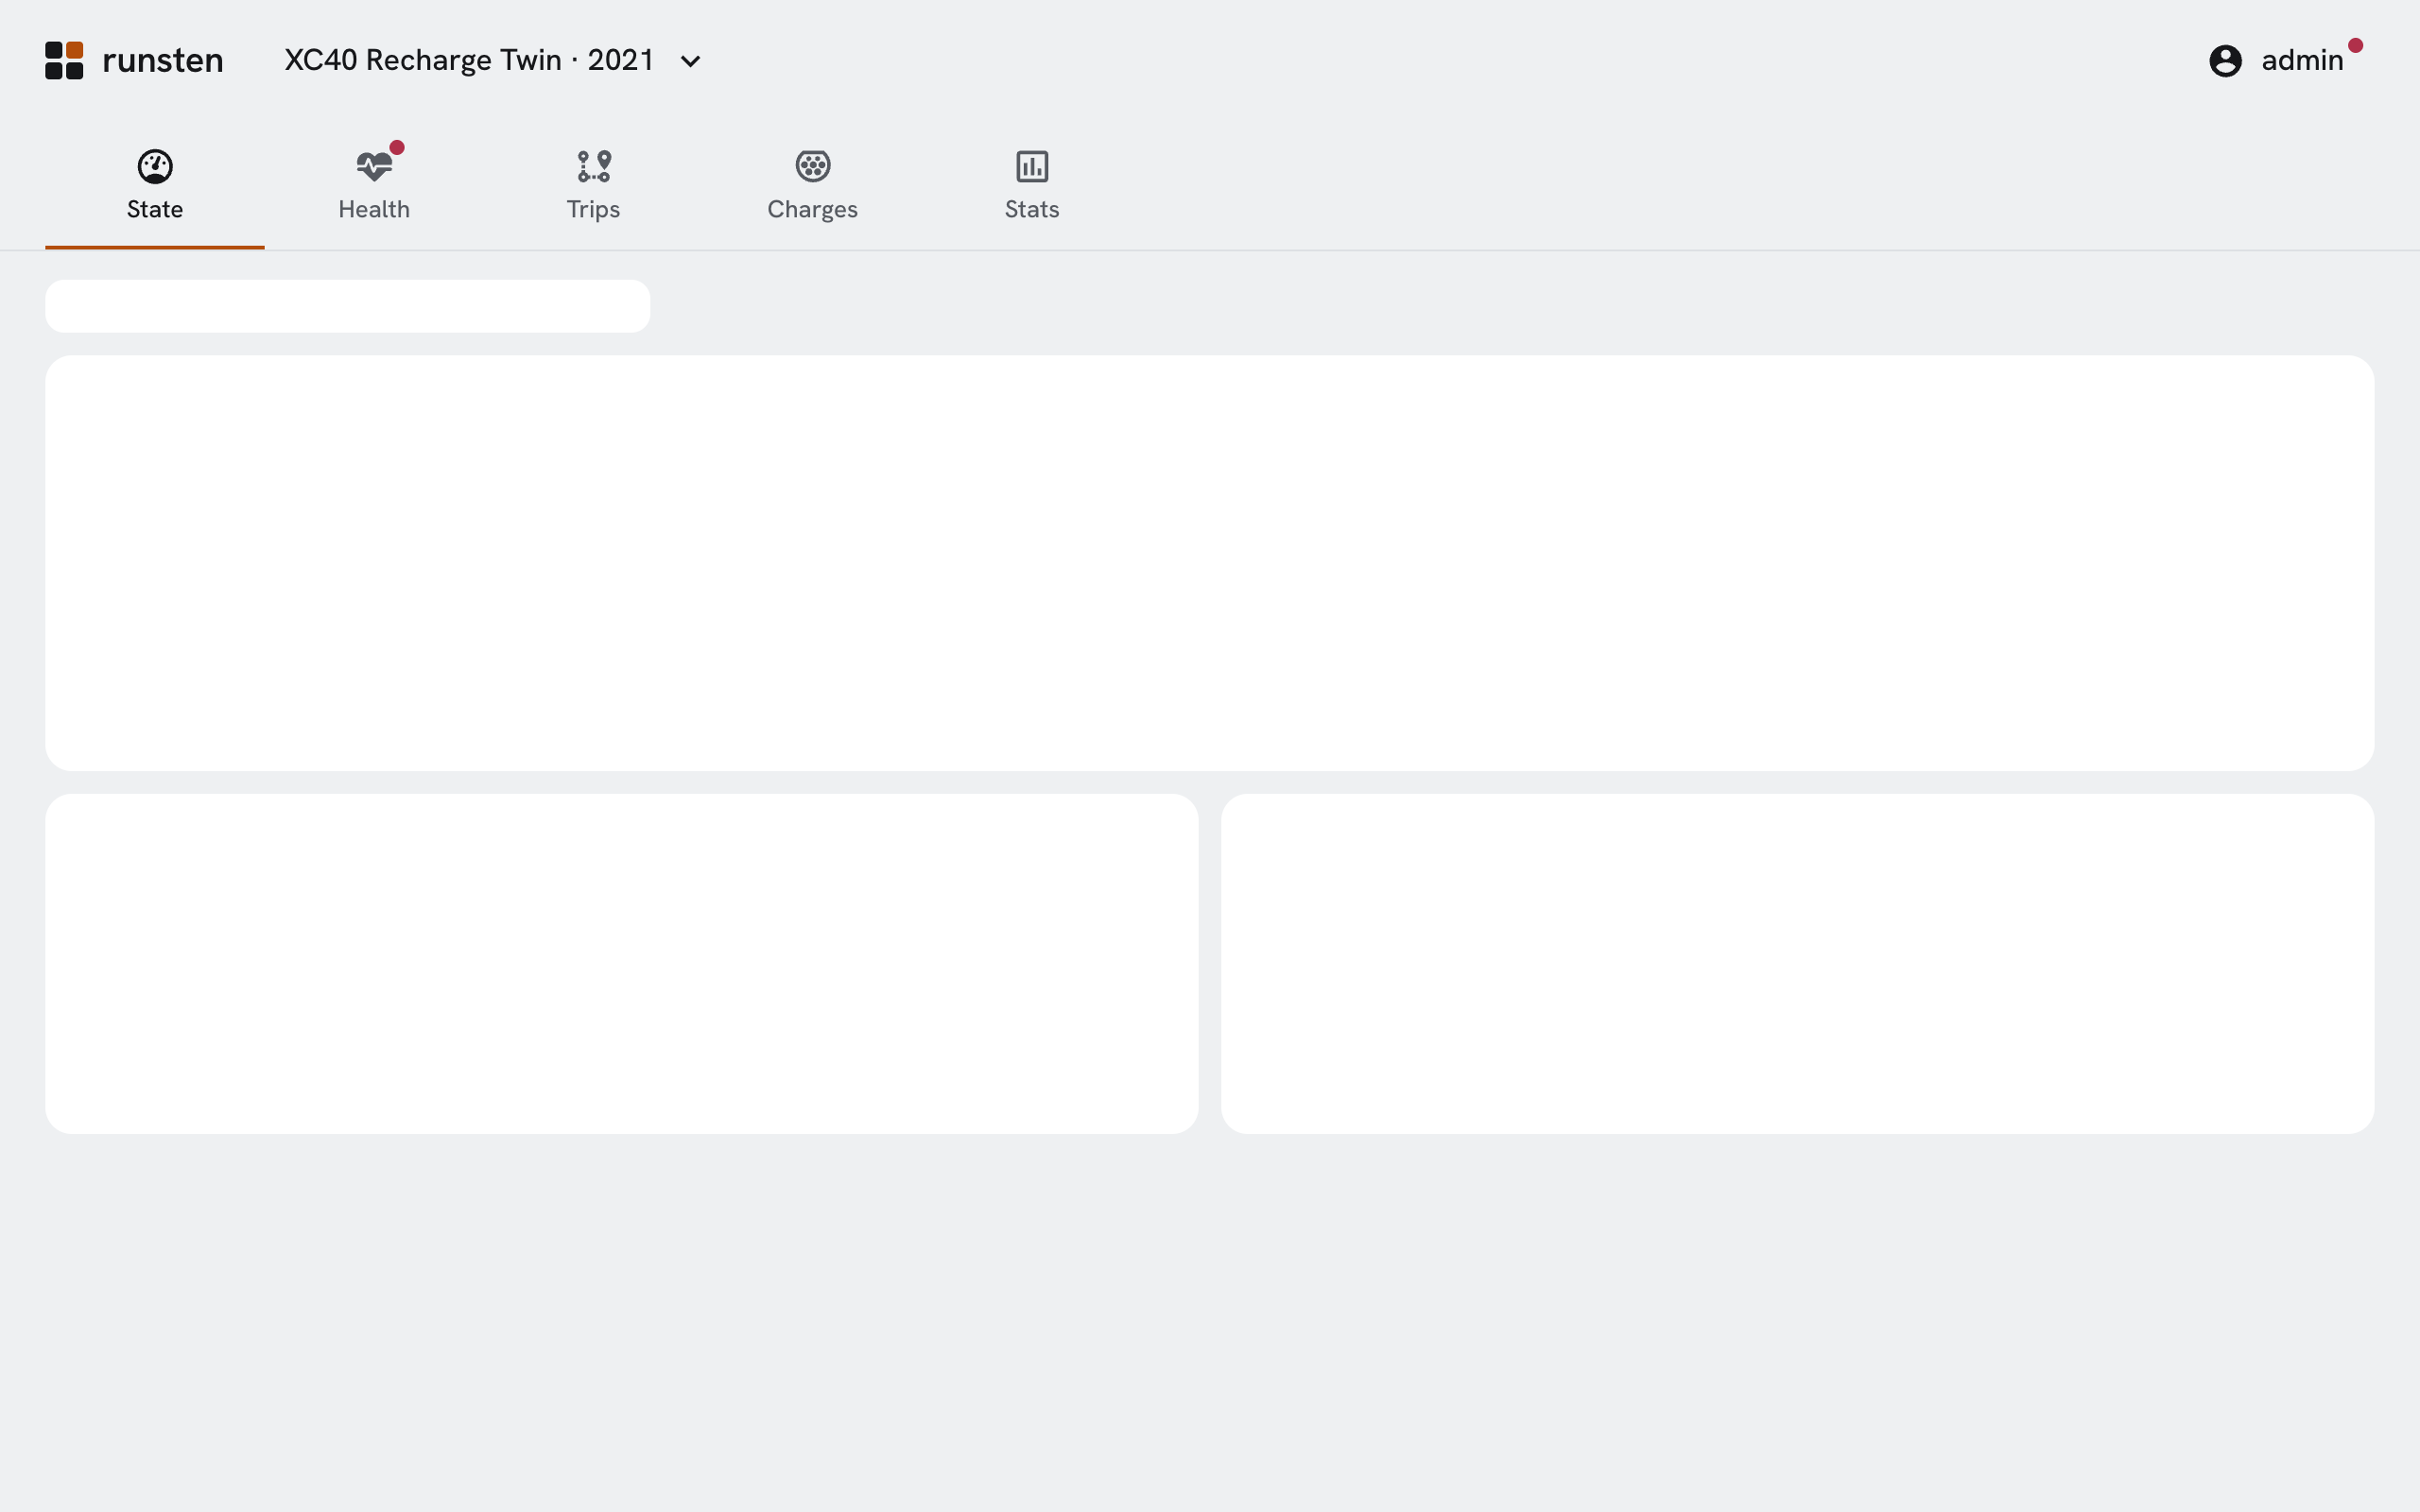 runsten
XC40 Recharge Twin · 2021
admin
State
Health
Trips
Charges
Stats